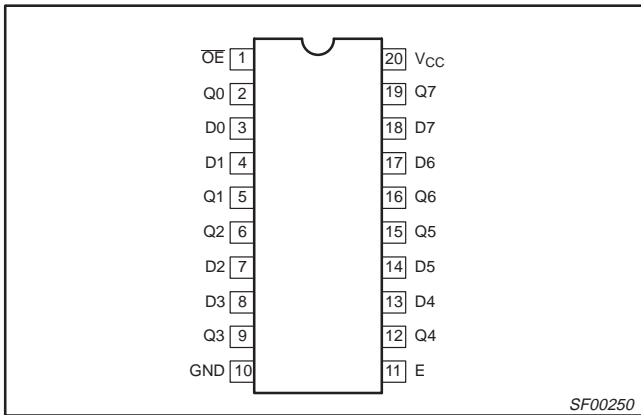 O̅E̅ 1 20 VCC
Q0 2 19 Q7
D0 3 18 D7
D1 4 17 D6
Q1 5 16 Q6
Q2 6 15 Q5
D2 7 14 D5
D3 8 13 D4
Q3 9 12 Q4
GND 10 11 E
SF00250